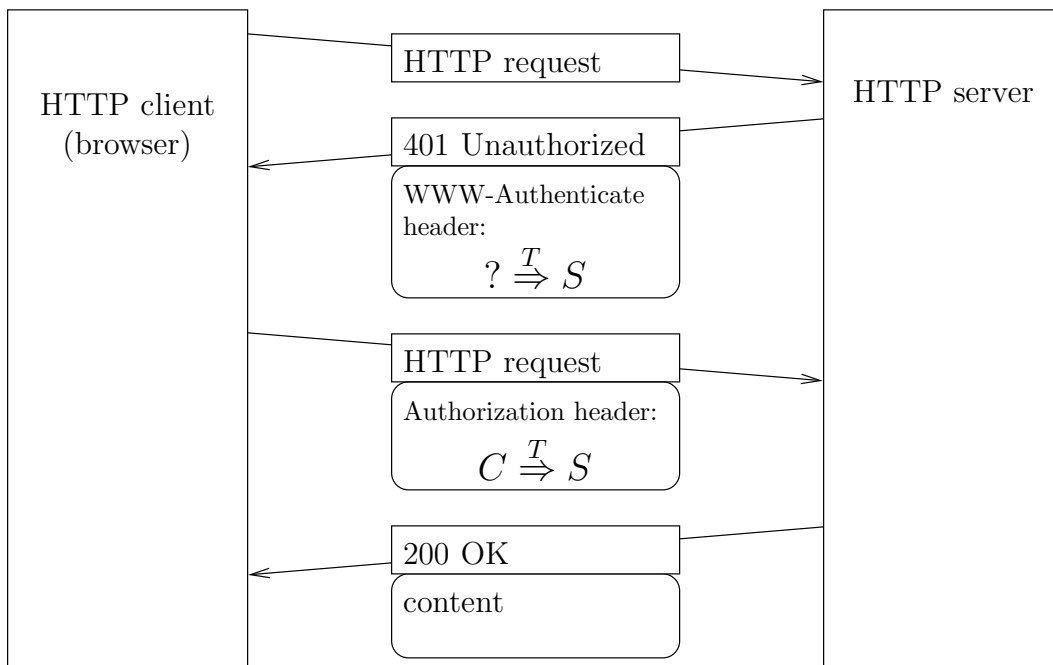 HTTP client
(browser)
HTTP request
HTTP server
401 Unauthorized
WWW-Authenticate
header:
? T⇒ S
HTTP request
Authorization header:
C T⇒ S
200 OK
content